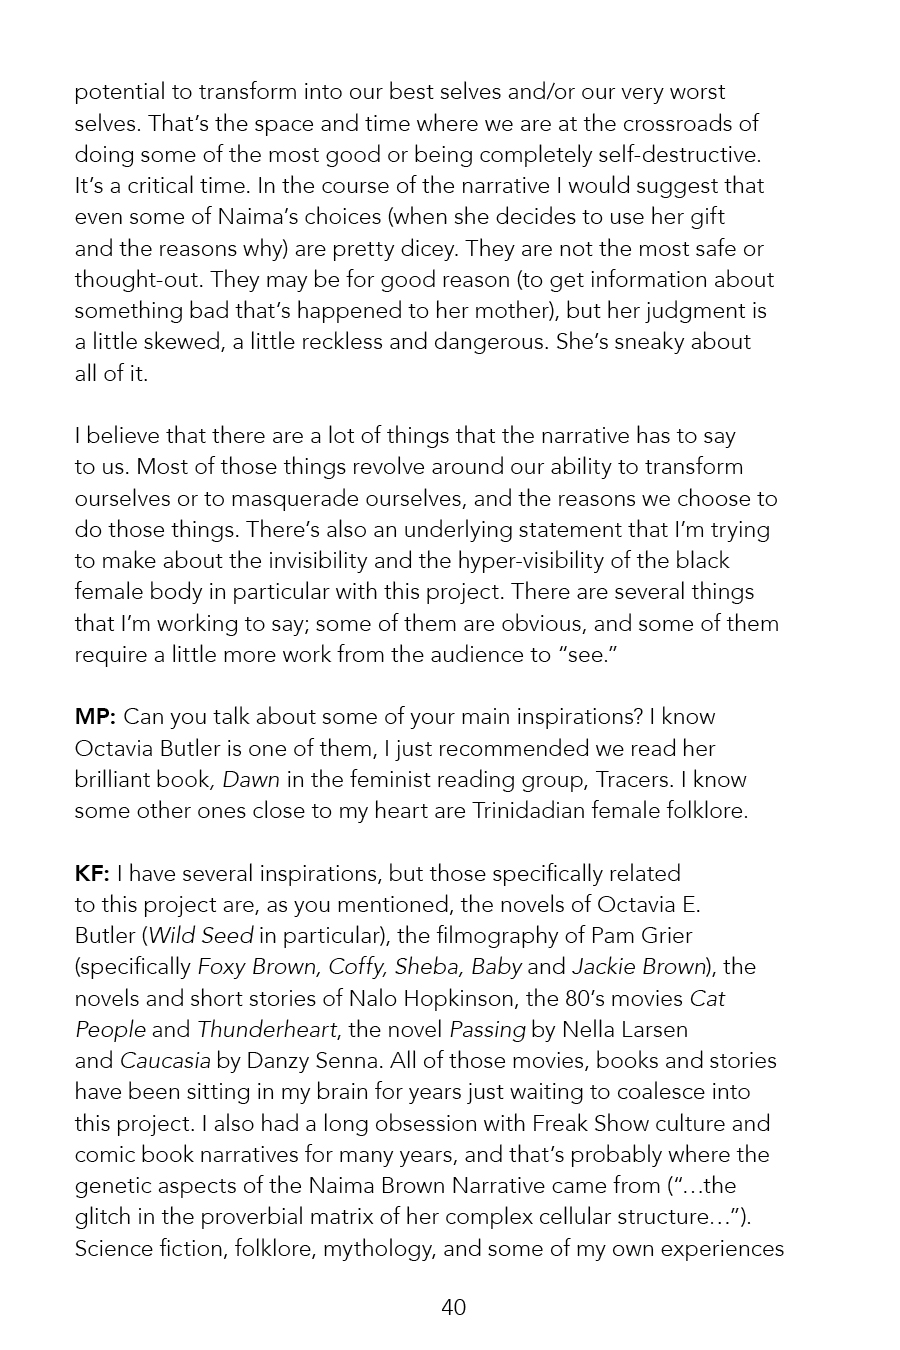 potential to transform into our best selves and/or our very worst
selves. That’s the space and time where we are at the crossroads of
doing some of the most good or being completely self-destructive.
It’s a critical time. In the course of the narrative I would suggest that
even some of Naima’s choices (when she decides to use her gift
and the reasons why) are pretty dicey. They are not the most safe or
thought-out. They may be for good reason (to get information about
something bad that’s happened to her mother), but her judgment is
a little skewed, a little reckless and dangerous. She’s sneaky about
all of it.
I believe that there are a lot of things that the narrative has to say
to us. Most of those things revolve around our ability to transform
ourselves or to masquerade ourselves, and the reasons we choose to
do those things. There’s also an underlying statement that I’m trying
to make about the invisibility and the hyper-visibility of the black
female body in particular with this project. There are several things
that I’m working to say; some of them are obvious, and some of them
require a little more work from the audience to “see.”
MP: Can you talk about some of your main inspirations? I know
Octavia Butler is one of them, I just recommended we read her
brilliant book, Dawn in the feminist reading group, Tracers. I know
some other ones close to my heart are Trinidadian female folklore.
KF: I have several inspirations, but those specifically related
to this project are, as you mentioned, the novels of Octavia E.
Butler (Wild Seed in particular), the filmography of Pam Grier
(specifically Foxy Brown, Coffy, Sheba, Baby and Jackie Brown), the
novels and short stories of Nalo Hopkinson, the 80’s movies Cat
People and Thunderheart, the novel Passing by Nella Larsen
and Caucasia by Danzy Senna. All of those movies, books and stories
have been sitting in my brain for years just waiting to coalesce into
this project. I also had a long obsession with Freak Show culture and
comic book narratives for many years, and that’s probably where the
genetic aspects of the Naima Brown Narrative came from (“…the
glitch in the proverbial matrix of her complex cellular structure…”).
Science fiction, folklore, mythology, and some of my own experiences
40